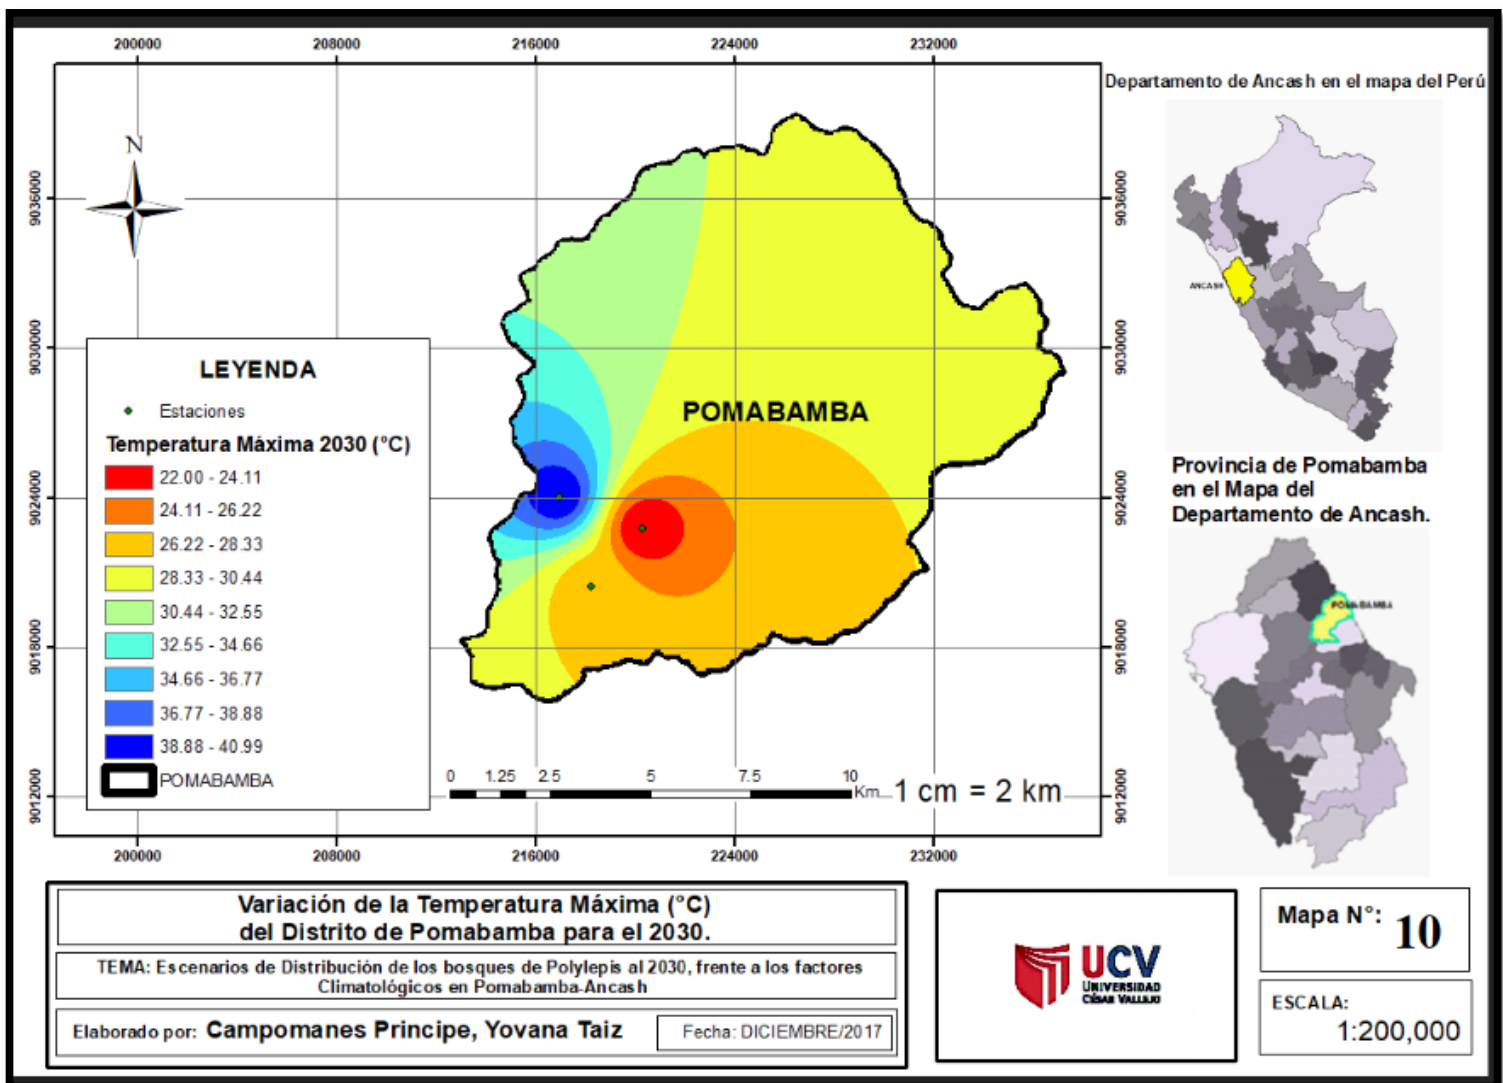 200000 208000 216000 224000 232000
9036000
9030000
9024000
9018000
9012000
N
POMABAMBA
LEYENDA
Estaciones
Temperatura Máxima 2030 (°C)
22.00 - 24.11
24.11 - 26.22
26.22 - 28.33
28.33 - 30.44
30.44 - 32.55
32.55 - 34.66
34.66 - 36.77
36.77 - 38.88
38.88 - 40.99
POMABAMBA
0 1.25 2.5 5 7.5 10
Km
1 cm = 2 km
9036000
9030000
9024000
9018000
9012000
200000 208000 216000 224000 232000
Departamento de Ancash en el mapa del Perú
ANCASH
Provincia de Pomabamba
en el Mapa del
Departamento de Ancash.
POMABAMBA
Variación de la Temperatura Máxima (°C)
del Distrito de Pomabamba para el 2030.
TEMA: Escenarios de Distribución de los bosques de Polylepis al 2030, frente a los factores
Climatológicos en Pomabamba-Ancash
Elaborado por: Campomanes Principe, Yovana Taiz
Fecha: DICIEMBRE/2017
UCV
UNIVERSIDAD
CÉSAR VALLEJO
Mapa N°: 10
ESCALA:
1:200,000